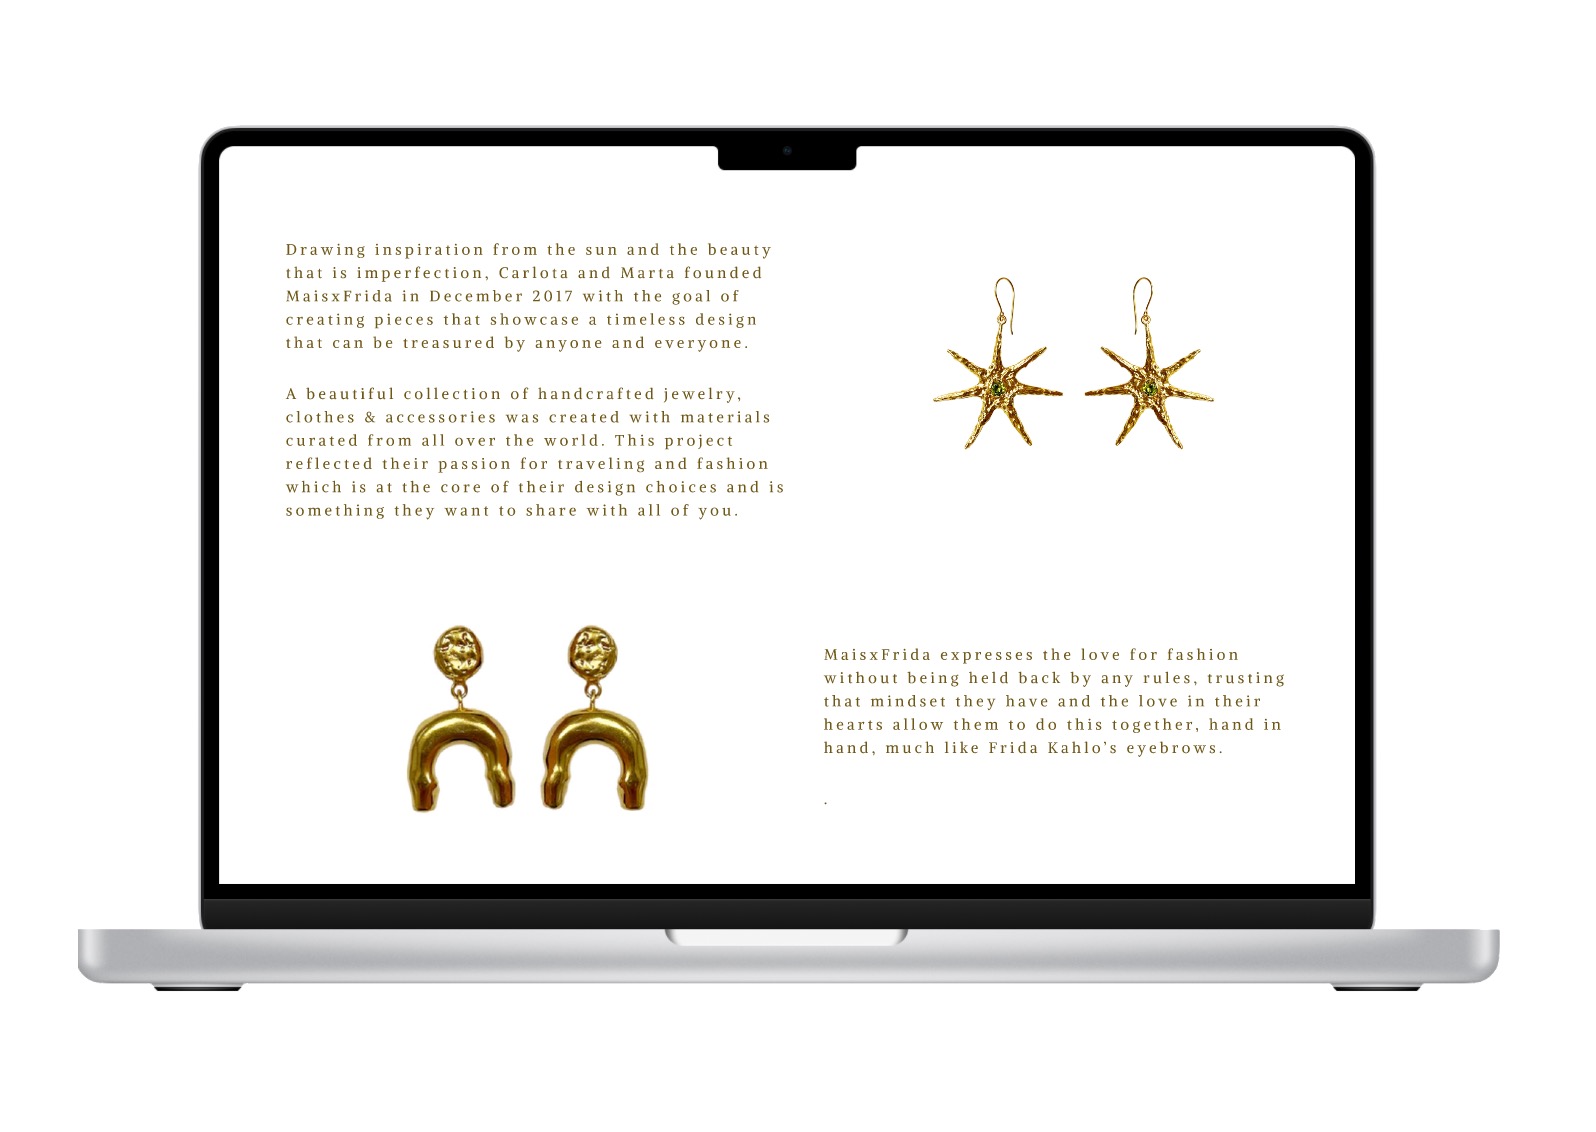 Drawing inspiration from the sun and the beauty
that is imperfection, Carlota and Marta founded
MaisxFrida in December 2017 with the goal of
creating pieces that showcase a timeless design
that can be treasured by anyone and everyone.
A beautiful collection of handcrafted jewelry,
clothes & accessories was created with materials
curated from all over the world. This project
reflected their passion for traveling and fashion
which is at the core of their design choices and is
something they want to share with all of you.
MaisxFrida expresses the love for fashion
without being held back by any rules, trusting
that mindset they have and the love in their
hearts allow them to do this together, hand in
hand, much like Frida Kahlo’s eyebrows.
.